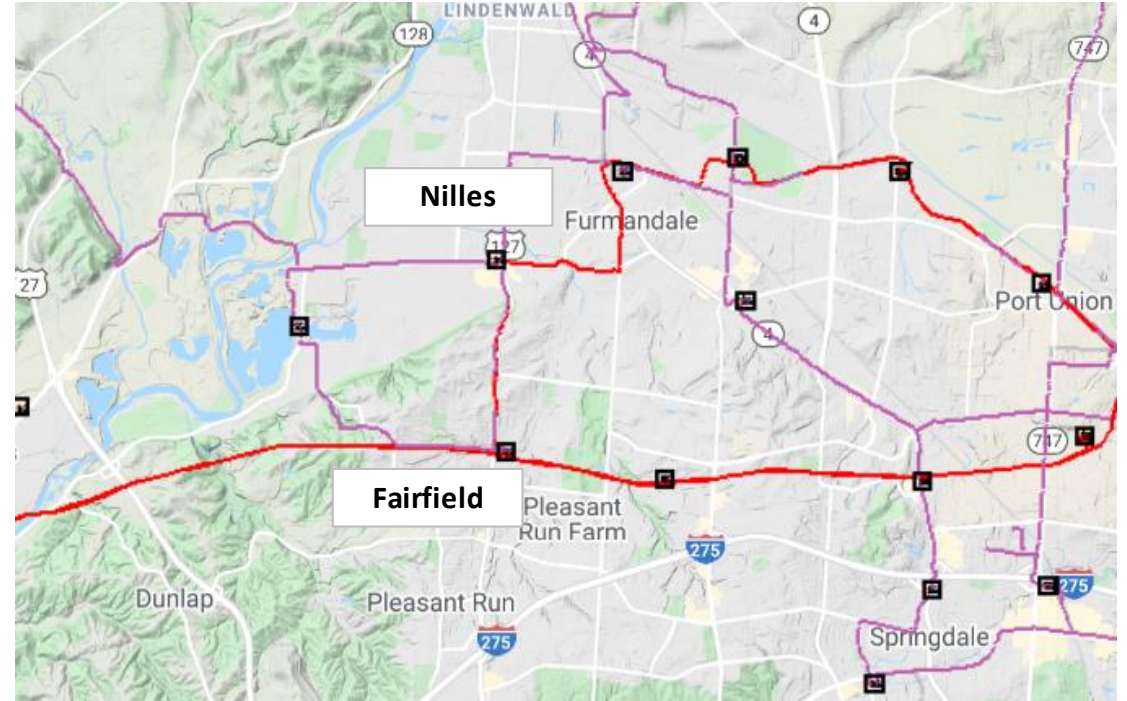 LINDENWALD
128
4
4
747
Nilles
Furmandale
127
27
Port Union
4
747
Fairfield
Pleasant
Run Farm
275
275
Dunlap
Pleasant Run
275
Springdale